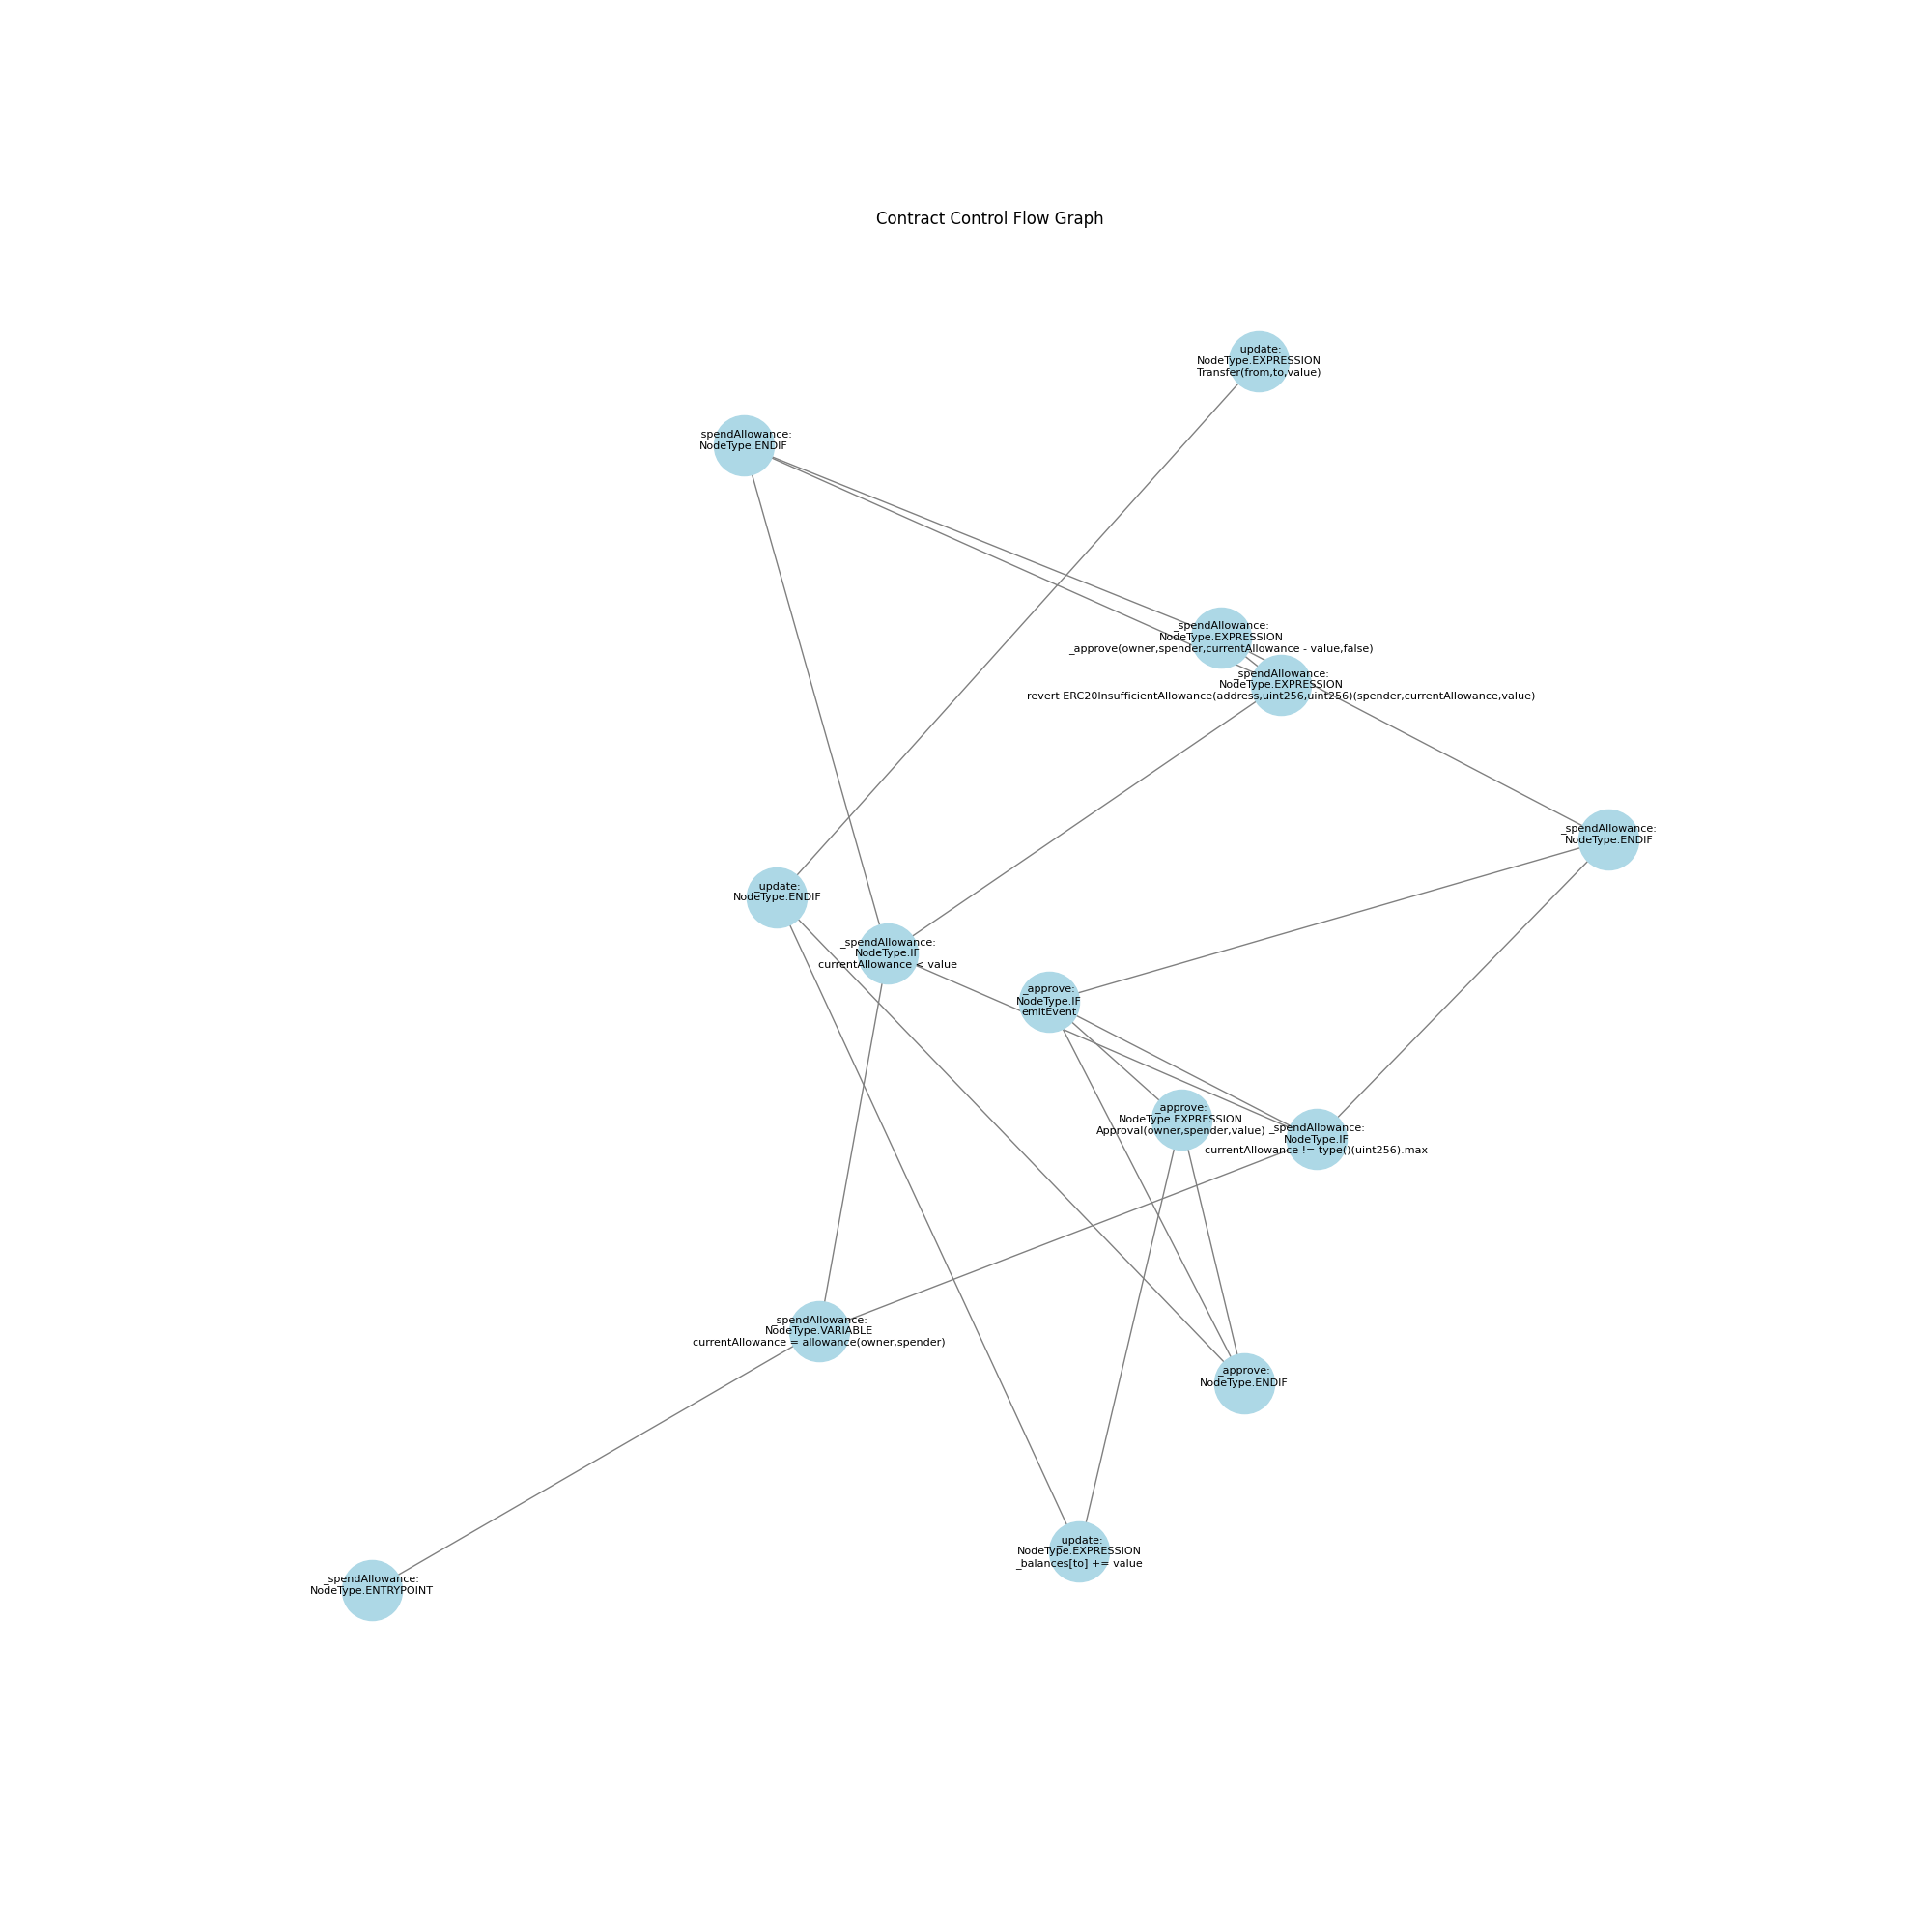 Contract Control Flow Graph
_update:
NodeType.EXPRESSION
Transfer(from,to,value)
_spendAllowance:
NodeType.ENDIF
_spendAllowance:
NodeType.EXPRESSION
_approve(owner,spender,currentAllowance - value,false)
_spendAllowance:
NodeType.EXPRESSION
revert ERC20InsufficientAllowance(address,uint256,uint256)(spender,currentAllowance,value)
_spendAllowance:
NodeType.ENDIF
_update:
NodeType.ENDIF
_spendAllowance:
NodeType.IF
currentAllowance < value
_approve:
NodeType.IF
emitEvent
_approve:
NodeType.EXPRESSION
Approval(owner,spender,value)
_spendAllowance:
NodeType.IF
currentAllowance != type()(uint256).max
_spendAllowance:
NodeType.VARIABLE
currentAllowance = allowance(owner,spender)
_approve:
NodeType.ENDIF
_update:
NodeType.EXPRESSION
_balances[to] += value
_spendAllowance:
NodeType.ENTRYPOINT